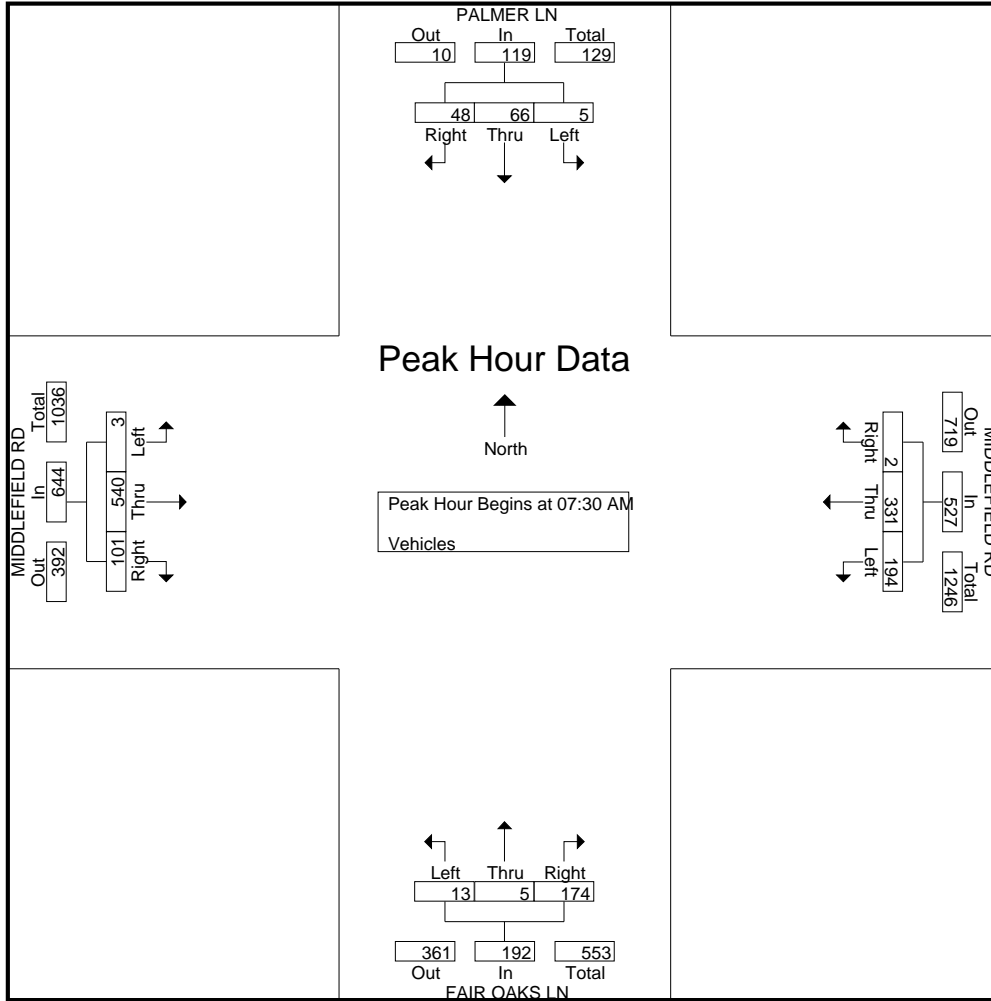 PALMER LN
Out In Total
10 119 129
48 66 5
Right Thru Left
Peak Hour Data
North
Peak Hour Begins at 07:30 AM
Vehicles
MIDDLEFIELD RD
Out In Total
392 644 1036
101 540 3
Right Thru Left
MIDDLEFIELD RD
Out In Total
719 527 1246
2 331 194
Right Thru Left
Left Thru Right
13 5 174
361 192 553
Out In Total
FAIR OAKS LN